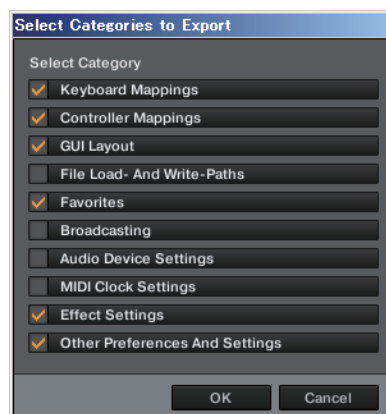 Select Categories to Export
Select Category
Keyboard Mappings
Controller Mappings
GUI Layout
File Load- And Write-Paths
Favorites
Broadcasting
Audio Device Settings
MIDI Clock Settings
Effect Settings
Other Preferences And Settings
OK Cancel